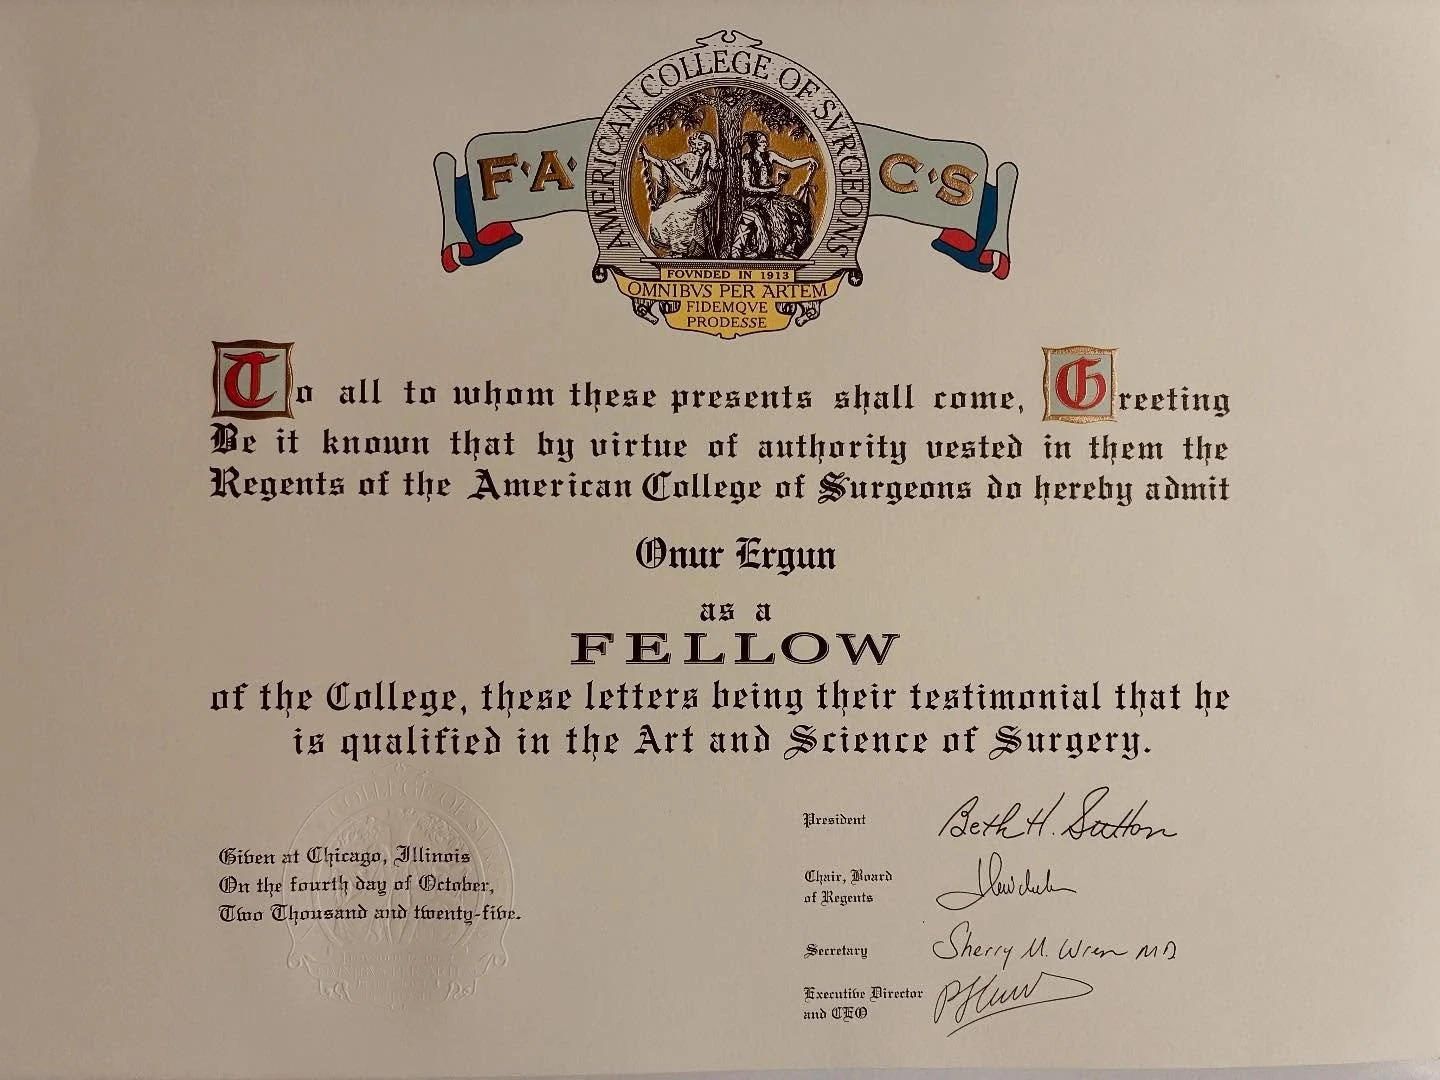 AMERICAN COLLEGE OF SVRGEONS
F·A·C·S
FOVNDED IN 1913
OMNIBVS PER ARTEM
FIDEMQVE
PRODESSE
To all to whom these presents shall come, Greeting
Be it known that by virtue of authority vested in them the
Regents of the American College of Surgeons do hereby admit
Onur Ergun
as a
FELLOW
of the College, these letters being their testimonial that he
is qualified in the Art and Science of Surgery.
Given at Chicago, Illinois
On the fourth day of October,
Two Thousand and twenty-five.
President Beth H. Sutton
Chair, Board
of Regents
Secretary Sherry M. Wren MD
Executive Director
and CEO